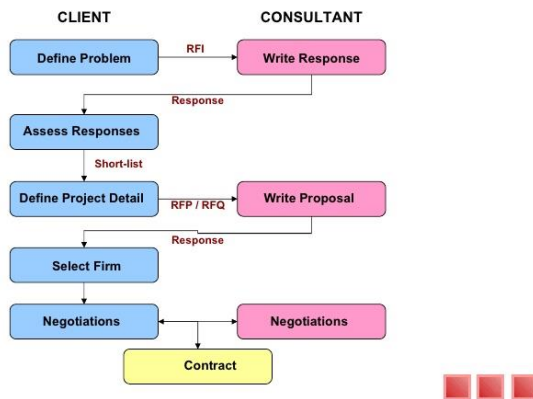 CLIENT
CONSULTANT
Define Problem
RFI
Write Response
Response
Assess Responses
Short-list
Define Project Detail
RFP / RFQ
Write Proposal
Response
Select Firm
Negotiations
Negotiations
Contract